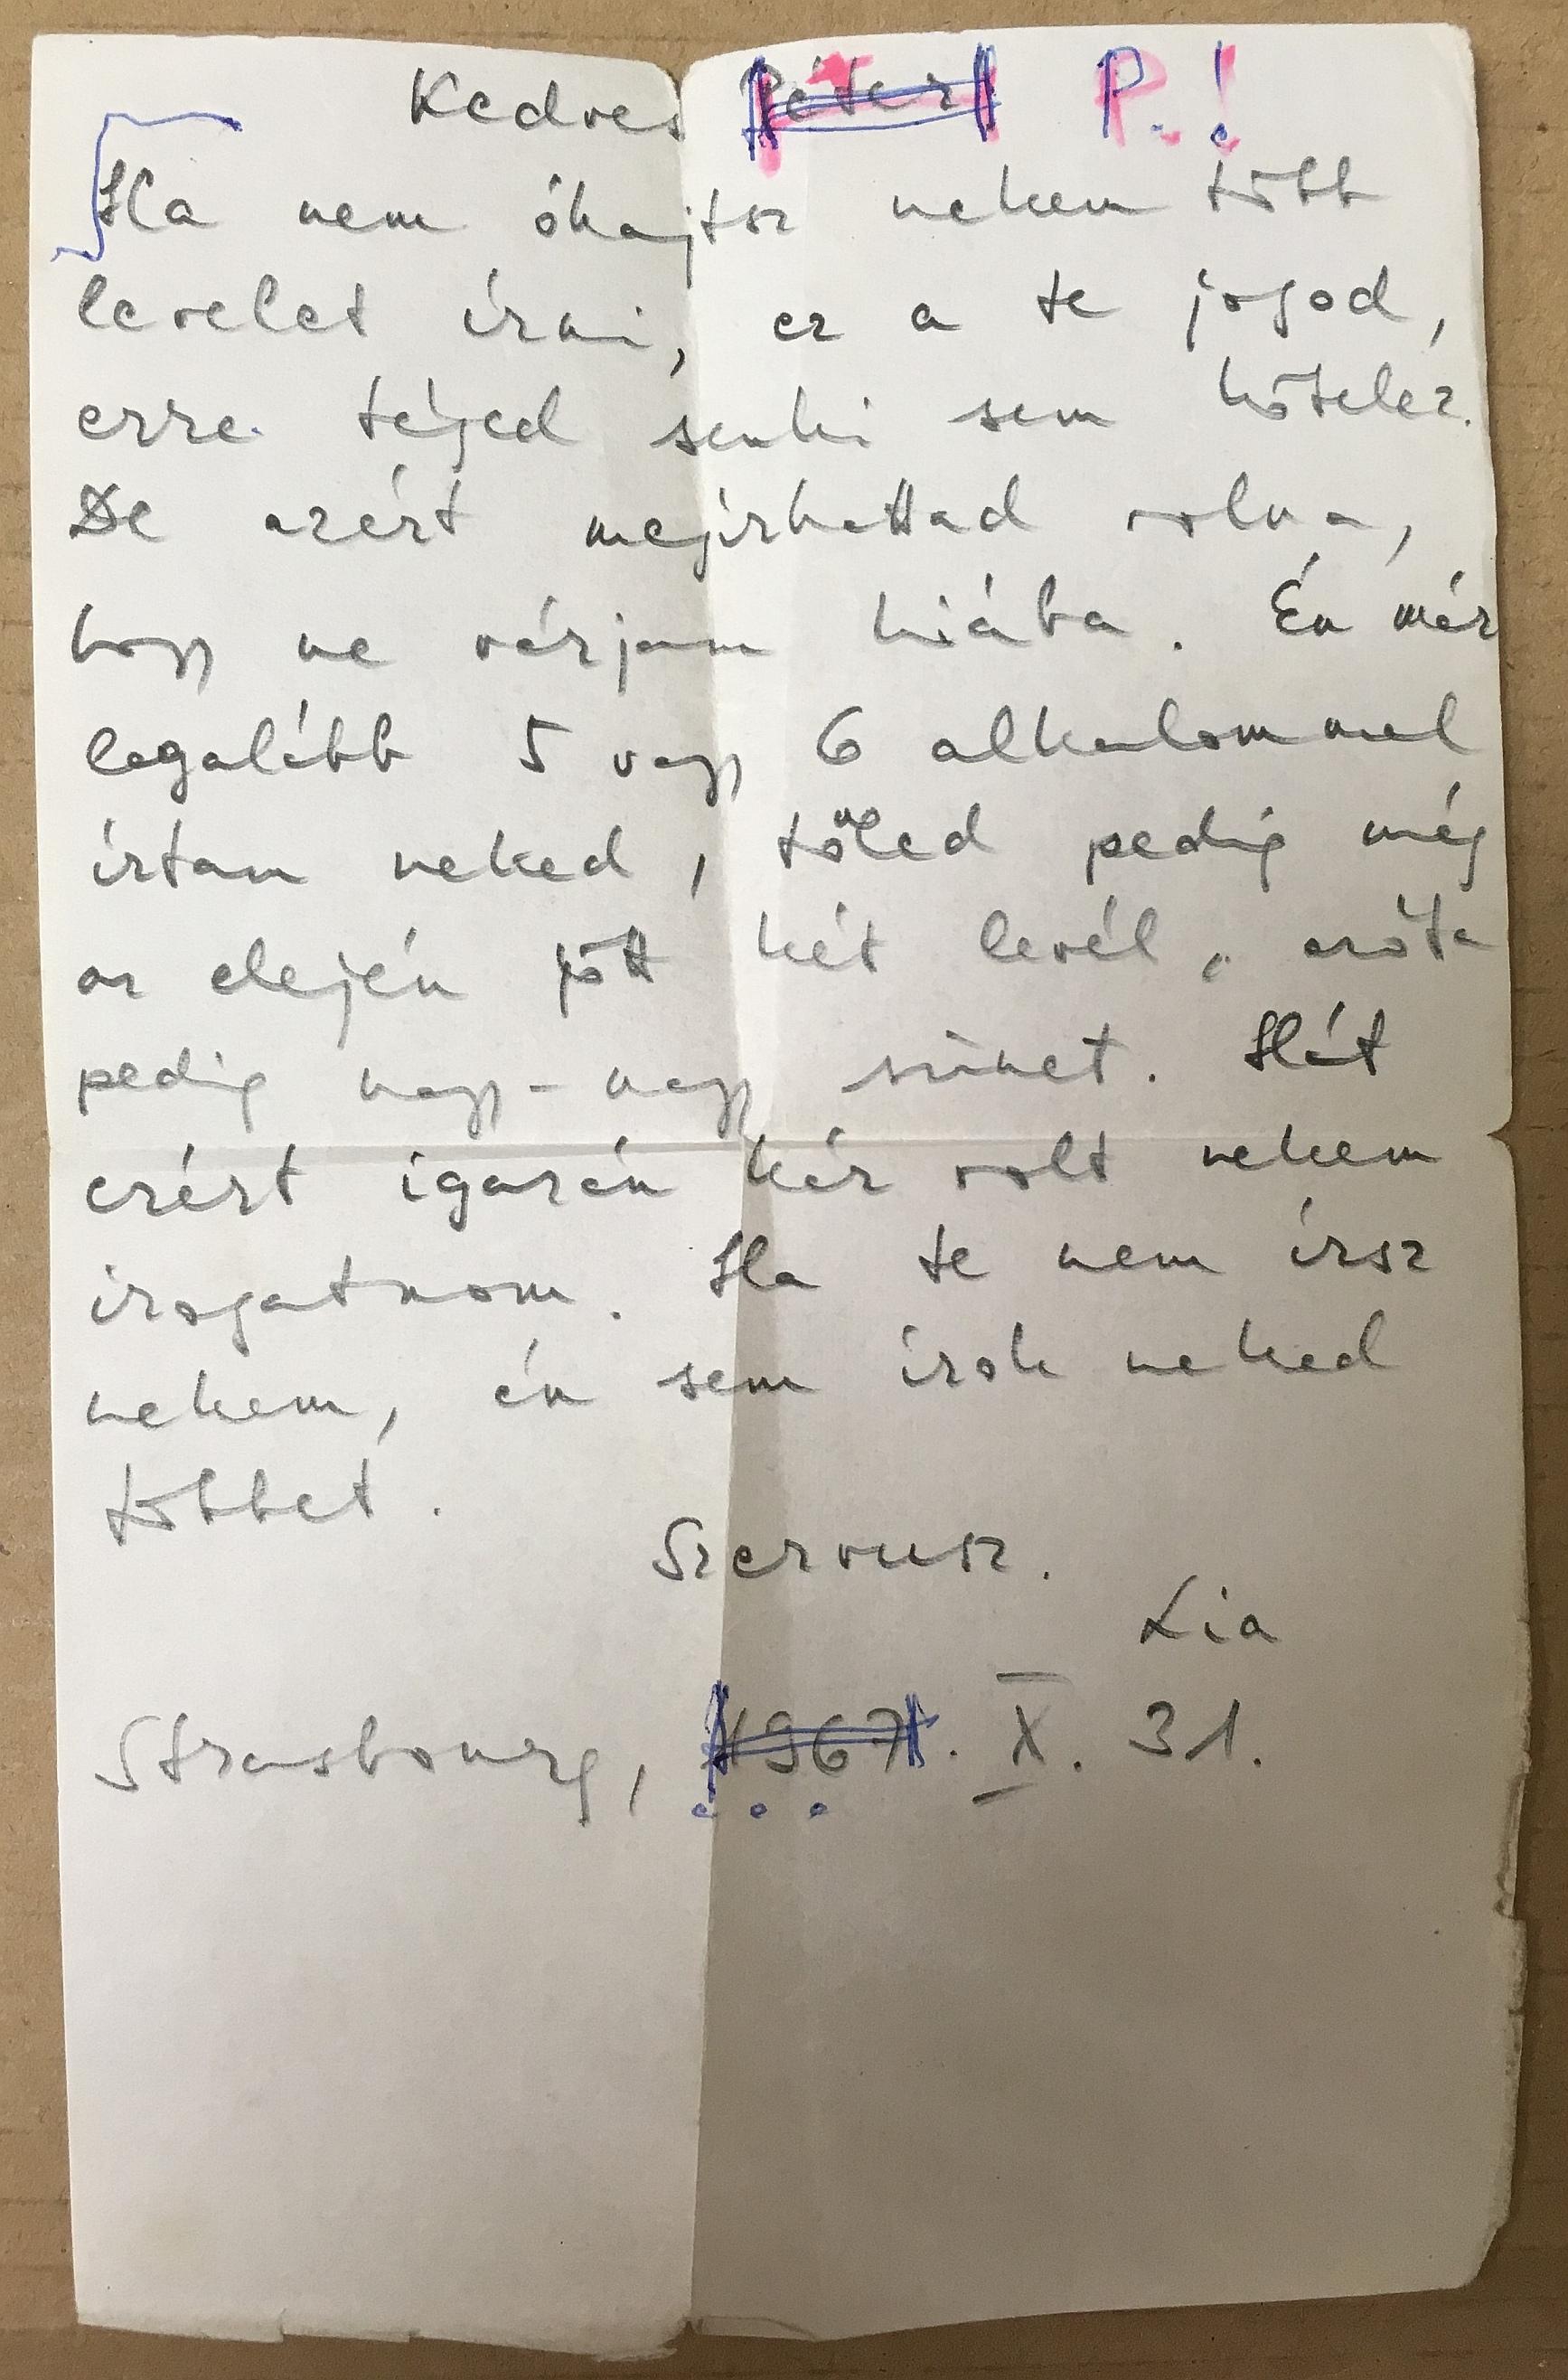 Kedves Péter P.!
Ha nem óhajtsz nekem több
levelet írni, ez a te jogod,
erre téged senki sem kötelez.
De azért megírhattad volna,
hogy ne várjam hiába. Én már
legalább 5 vagy 6 alkalommal
írtam neked, tőled pedig még
az elején jött két levél, azóta
pedig nagy-nagy szünet. Hát
ezért igazán kár volt nekem
irogatnom. Ha te nem írsz
nekem, én sem írok neked
többet.
Szervusz.
Lia
Strasbourg, 1967. X. 31.
...